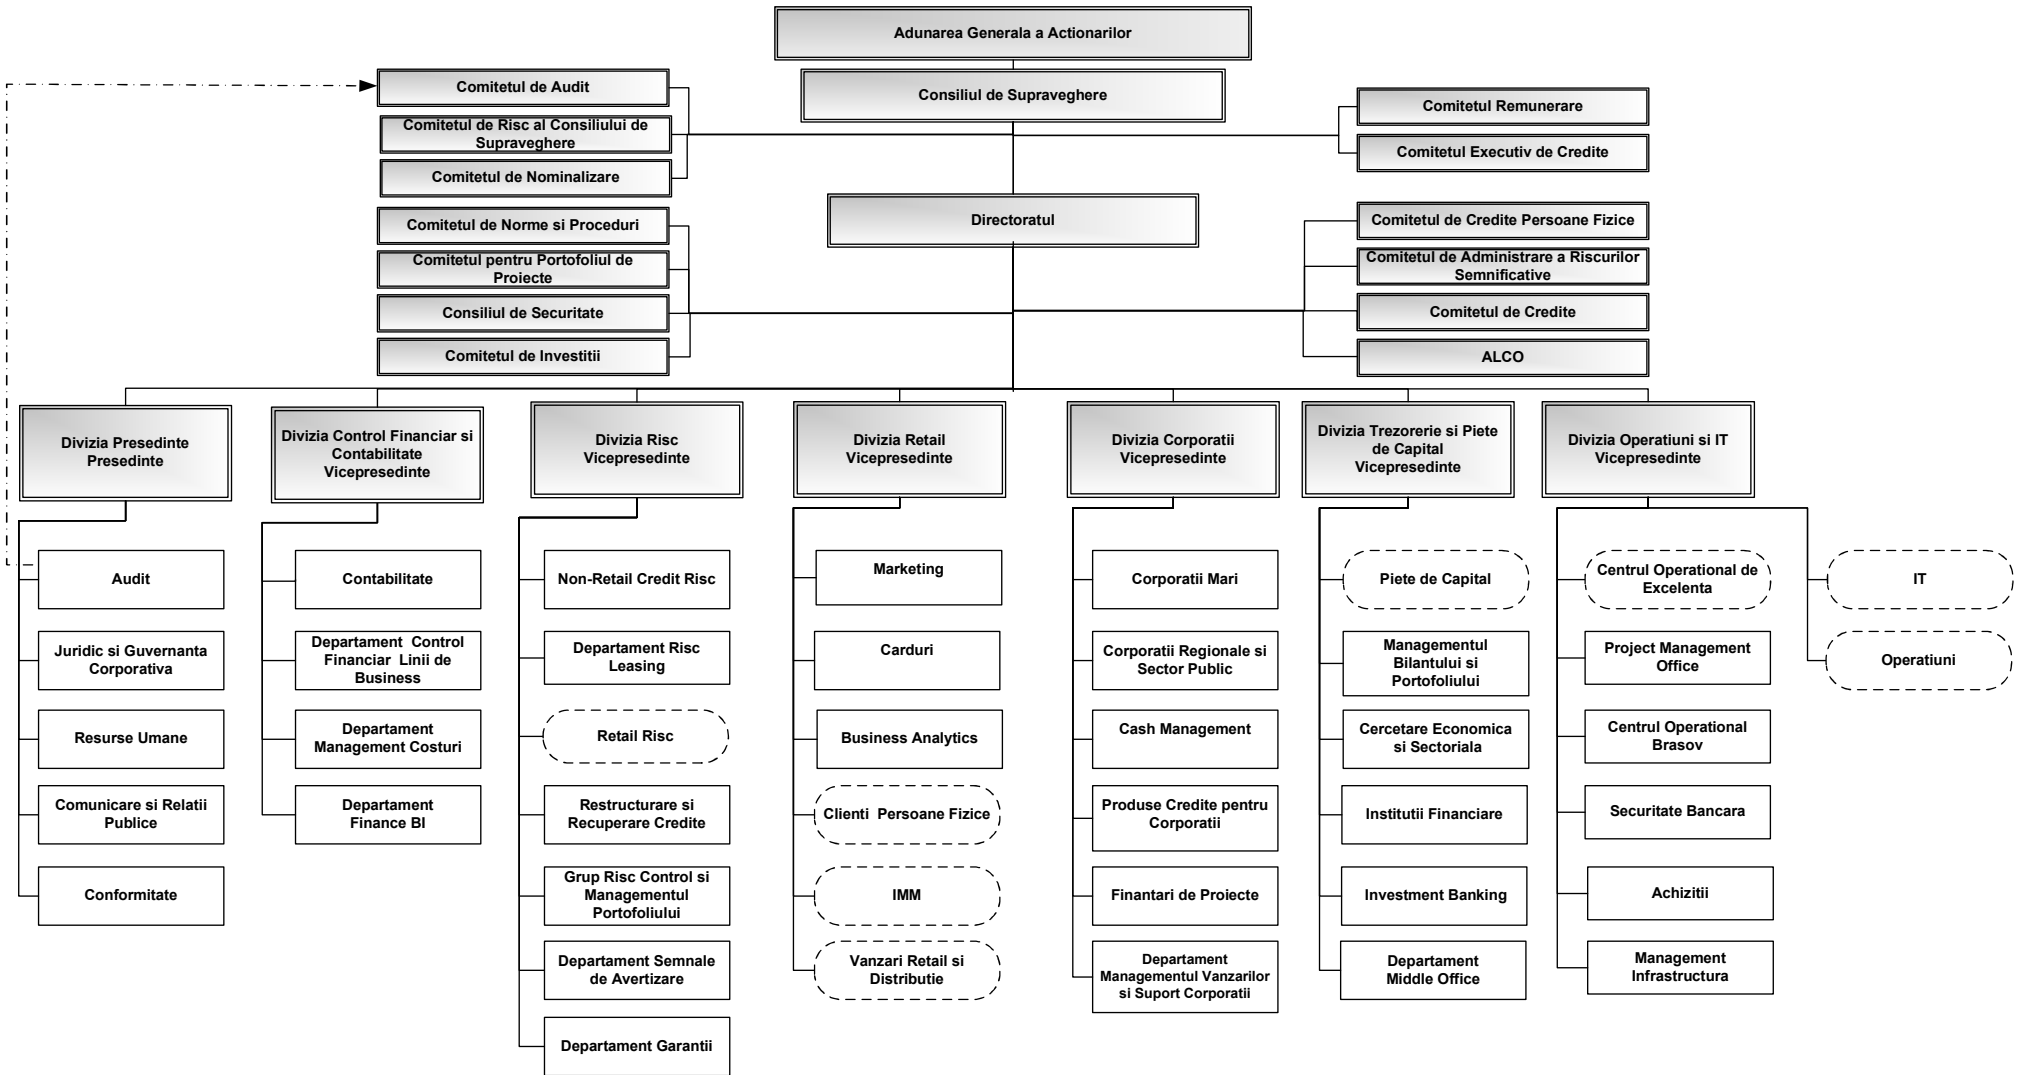 Adunarea Generala a Actionarilor
Consiliul de Supraveghere
Comitetul de Audit
Comitetul de Risc al Consiliului de
Supraveghere
Comitetul de Nominalizare
Comitetul Remunerare
Comitetul Executiv de Credite
Directoratul
Comitetul de Norme si Proceduri
Comitetul pentru Portofoliul de
Proiecte
Consiliul de Securitate
Comitetul de Investitii
Comitetul de Credite Persoane Fizice
Comitetul de Administrare a Riscurilor
Semnificative
Comitetul de Credite
ALCO
Divizia Presedinte
Presedinte
Divizia Control Financiar si
Contabilitate
Vicepresedinte
Divizia Risc
Vicepresedinte
Divizia Retail
Vicepresedinte
Divizia Corporatii
Vicepresedinte
Divizia Trezorerie si Piete
de Capital
Vicepresedinte
Divizia Operatiuni si IT
Vicepresedinte
Audit
Juridic si Guvernanta
Corporativa
Resurse Umane
Comunicare si Relatii
Publice
Conformitate
Contabilitate
Departament  Control
Financiar  Linii de
Business
Departament
Management Costuri
Departament
Finance BI
Non-Retail Credit Risc
Departament Risc
Leasing
Retail Risc
Restructurare si
Recuperare Credite
Grup Risc Control si
Managementul
Portofoliului
Departament Semnale
de Avertizare
Departament Garantii
Marketing
Carduri
Business Analytics
Clienti  Persoane Fizice
IMM
Vanzari Retail si
Distributie
Corporatii Mari
Corporatii Regionale si
Sector Public
Cash Management
Produse Credite pentru
Corporatii
Finantari de Proiecte
Departament
Managementul Vanzarilor
si Suport Corporatii
Piete de Capital
Managementul
Bilantului si
Portofoliului
Cercetare Economica
si Sectoriala
Institutii Financiare
Investment Banking
Departament
Middle Office
Centrul Operational de
Excelenta
Project Management
Office
Centrul Operational
Brasov
Securitate Bancara
Achizitii
Management
Infrastructura
IT
Operatiuni